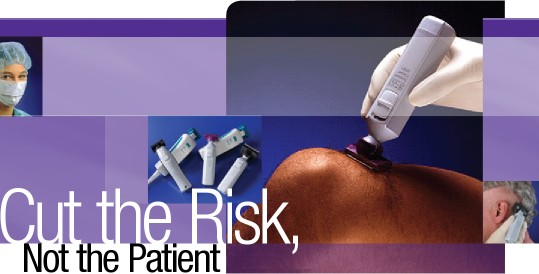 Cut the Risk,
Not the Patient